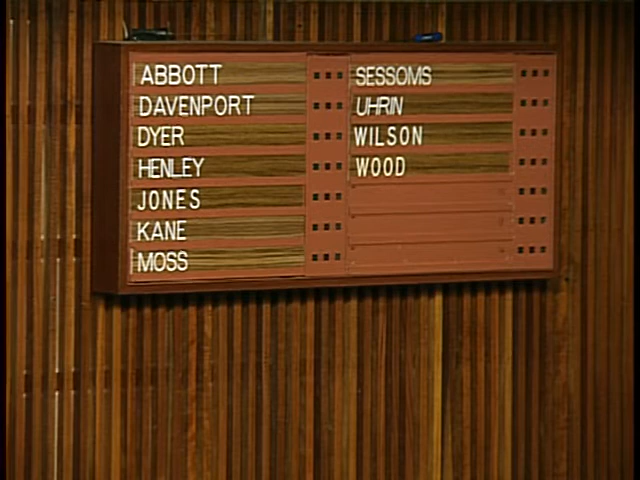 ABBOTT
DAVENPORT
DYER
HENLEY
JONES
KANE
MOSS
SESSOMS
UHRIN
WILSON
WOOD